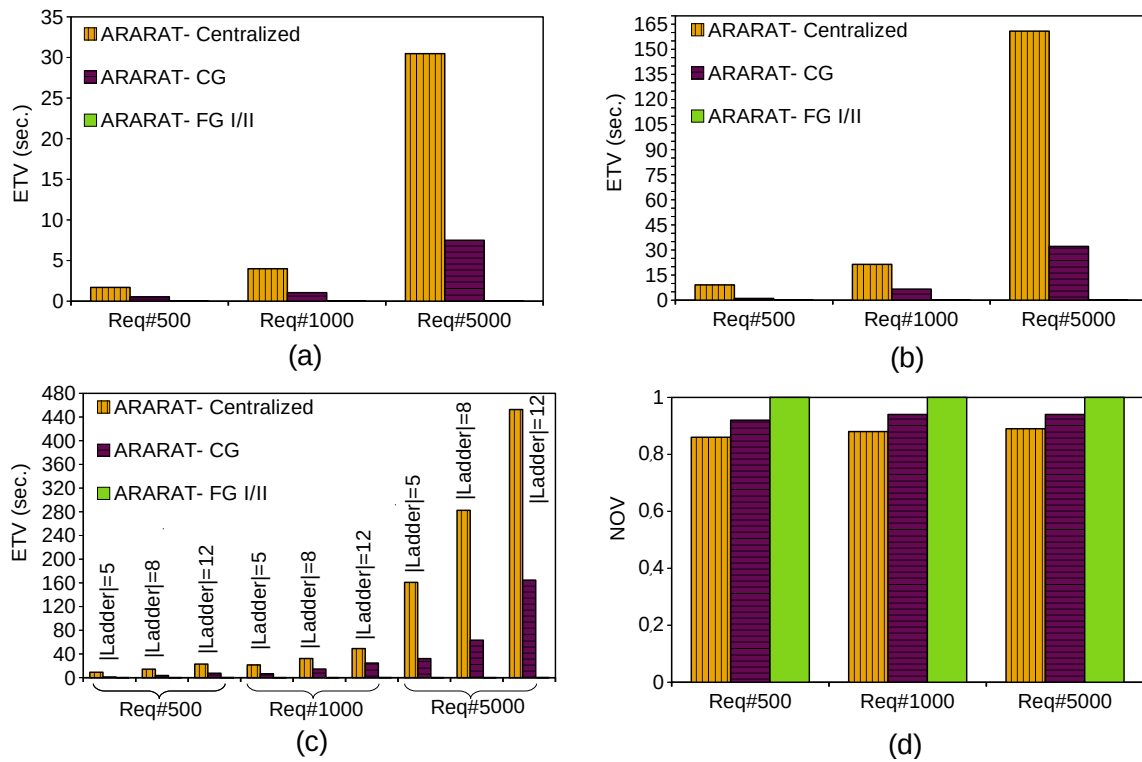 35
30
25
20
15
10
5
0
ETV (sec.)
ARARAT- Centralized
ARARAT- CG
ARARAT- FG I/II
Req#500
Req#1000
Req#5000
(a)
165
150
135
120
105
90
75
60
45
30
15
0
ETV (sec.)
ARARAT- Centralized
ARARAT- CG
ARARAT- FG I/II
Req#500
Req#1000
Req#5000
(b)
480
440
400
360
320
280
240
200
160
120
80
40
0
ETV (sec.)
ARARAT- Centralized
ARARAT- CG
ARARAT- FG I/II
|Ladder|=5
|Ladder|=8
|Ladder|=12
|Ladder|=5
|Ladder|=8
|Ladder|=12
|Ladder|=5
|Ladder|=8
|Ladder|=12
Req#500
Req#1000
Req#5000
(c)
1
0.8
0.6
0.4
0.2
0
NOV
Req#500
Req#1000
Req#5000
(d)